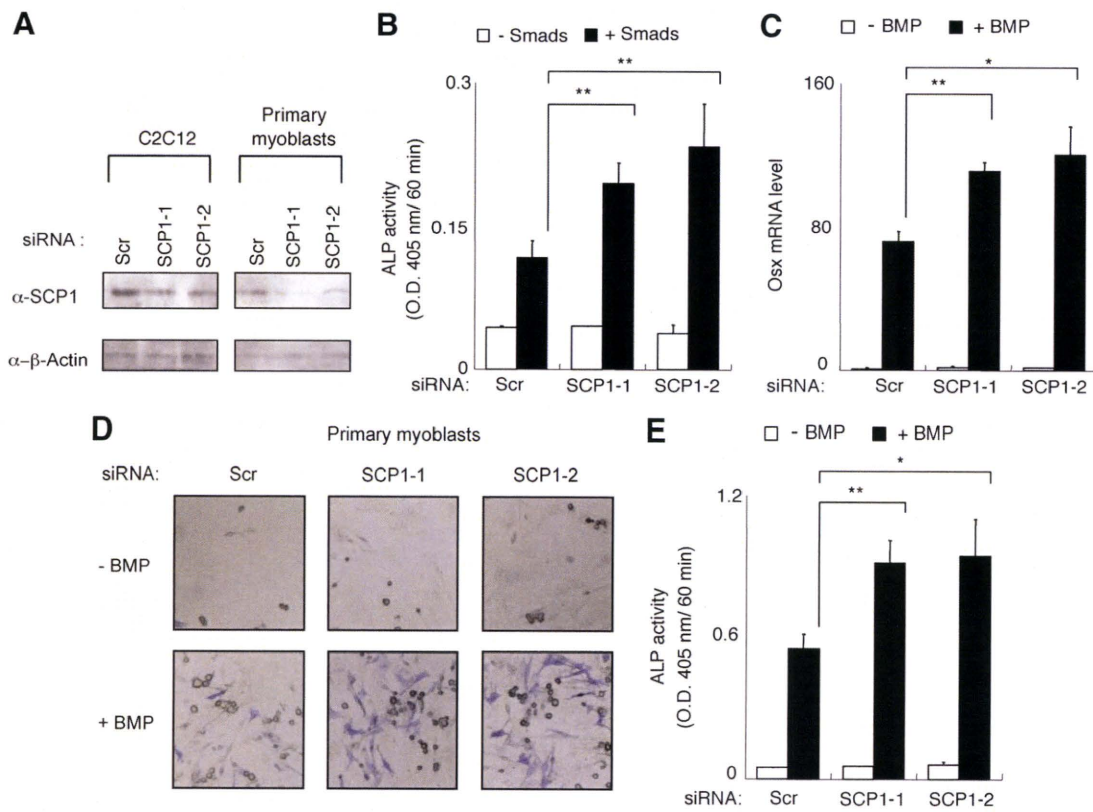 A
C2C12
Primary
myoblasts
siRNA :
Scr
SCP1-1
SCP1-2
Scr
SCP1-1
SCP1-2
α-SCP1
α-β-Actin
B
- Smads + Smads
**
**
0.3
0.15
0
ALP activity
(O.D. 405 nm/ 60 min)
siRNA: Scr SCP1-1 SCP1-2
C
- BMP + BMP
*
**
160
80
0
Osx mRNA level
siRNA: Scr SCP1-1 SCP1-2
D
Primary myoblasts
siRNA: Scr SCP1-1 SCP1-2
- BMP
+ BMP
E
- BMP + BMP
*
**
1.2
0.6
0
ALP activity
(O.D. 405 nm/ 60 min)
siRNA: Scr SCP1-1 SCP1-2